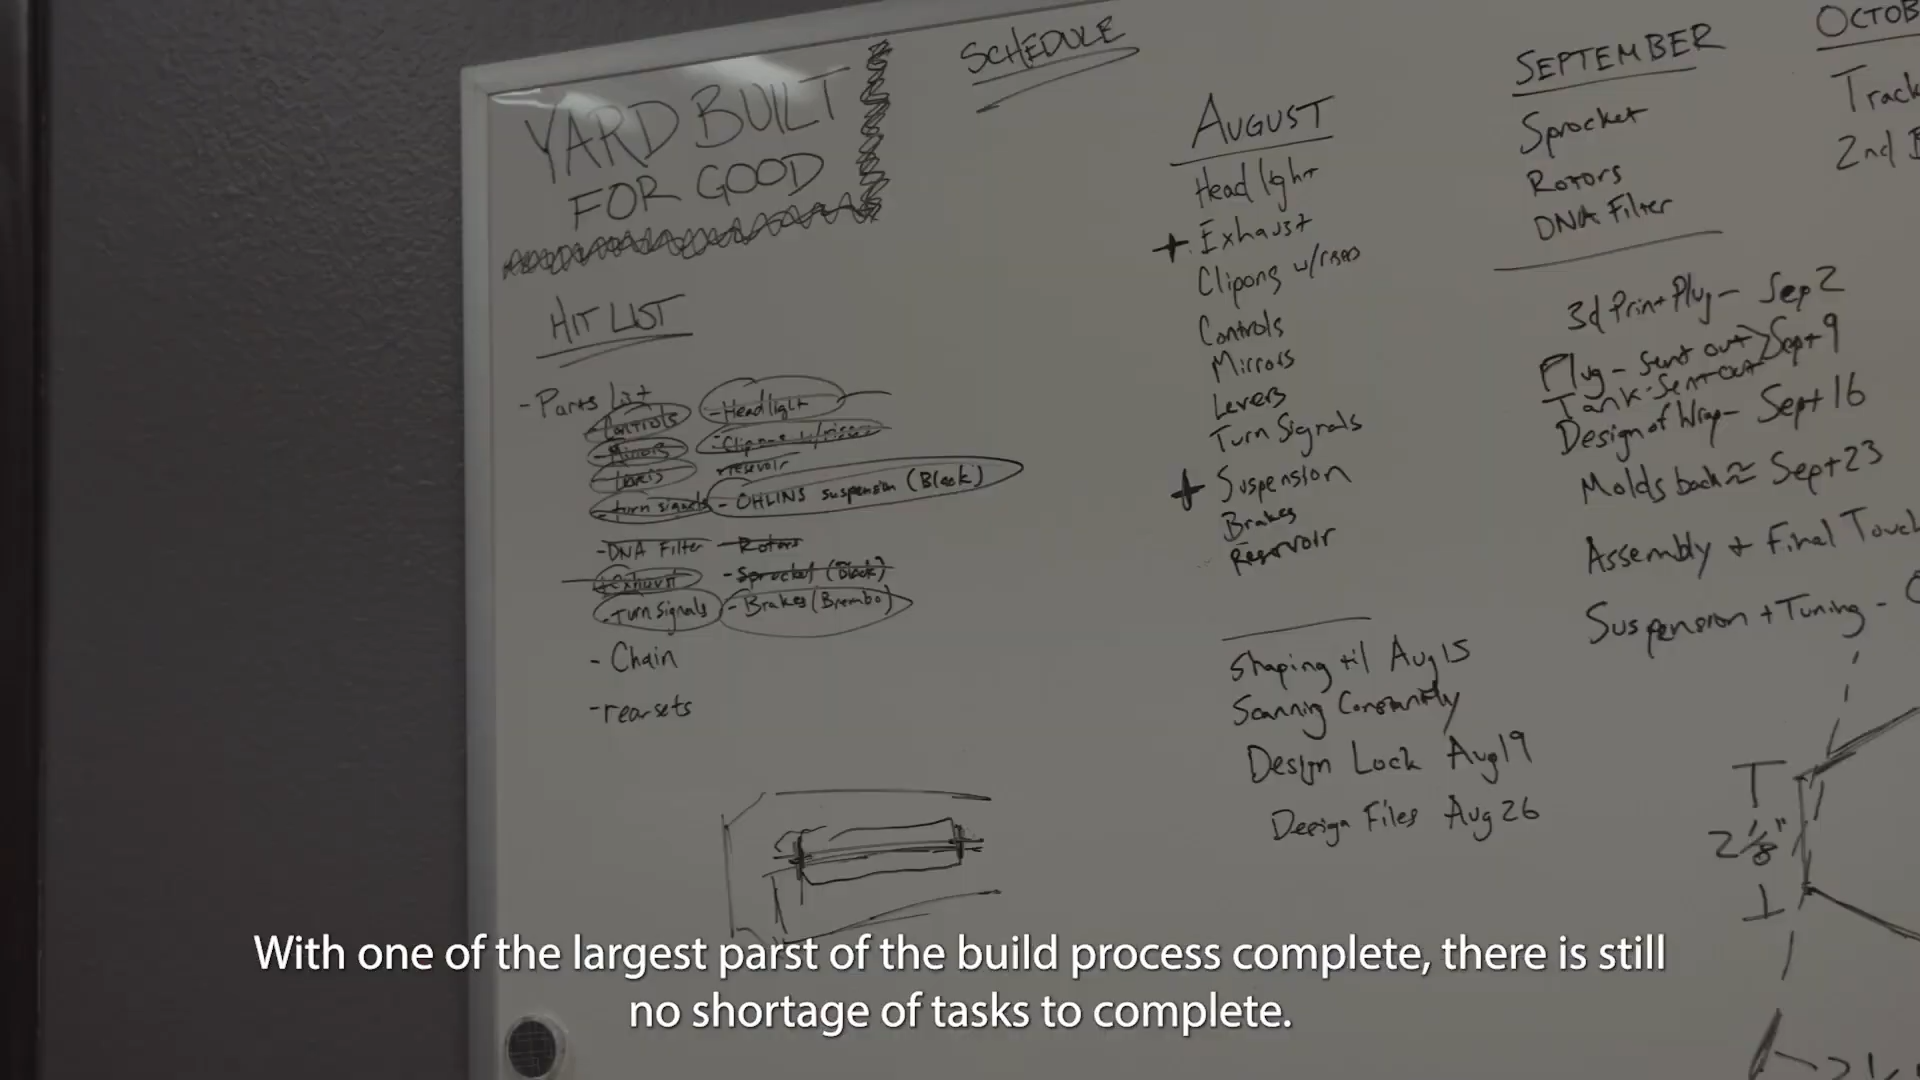 YARD BUILT
FOR GOOD
HIT LIST
- Parts list
- Controls
- Mirrors
- Levers
- turn signals
- DNA Filter
+ Exhaust
- Turn Signals
- Chain
- rearsets
- Headlight
- Clipons w/risers
- reservoir
- OHLINS suspension (Black)
- Rotors
- Sprocket (Black)
- Brakes (Brembo)
SCHEDULE
AUGUST
Headlight
+ Exhaust
Clipons w/risers
Controls
Mirrors
Levers
Turn Signals
+ Suspension
Brakes
Reservoir
Shaping til Aug 15
Scanning Constantly
Design Lock Aug 19
Design Files Aug 26
SEPTEMBER
Sprocket
Rotors
DNA Filter
3d Print Plug - Sep 2
Plug - Sent out > Sept 9
Tank - Sent out
Design of Wrap - Sept 16
Molds back ≈ Sept 23
Assembly + Final Touch
Suspension + Tuning -
OCTOB
Track
2nd
2 1/8"
With one of the largest parst of the build process complete, there is still
no shortage of tasks to complete.